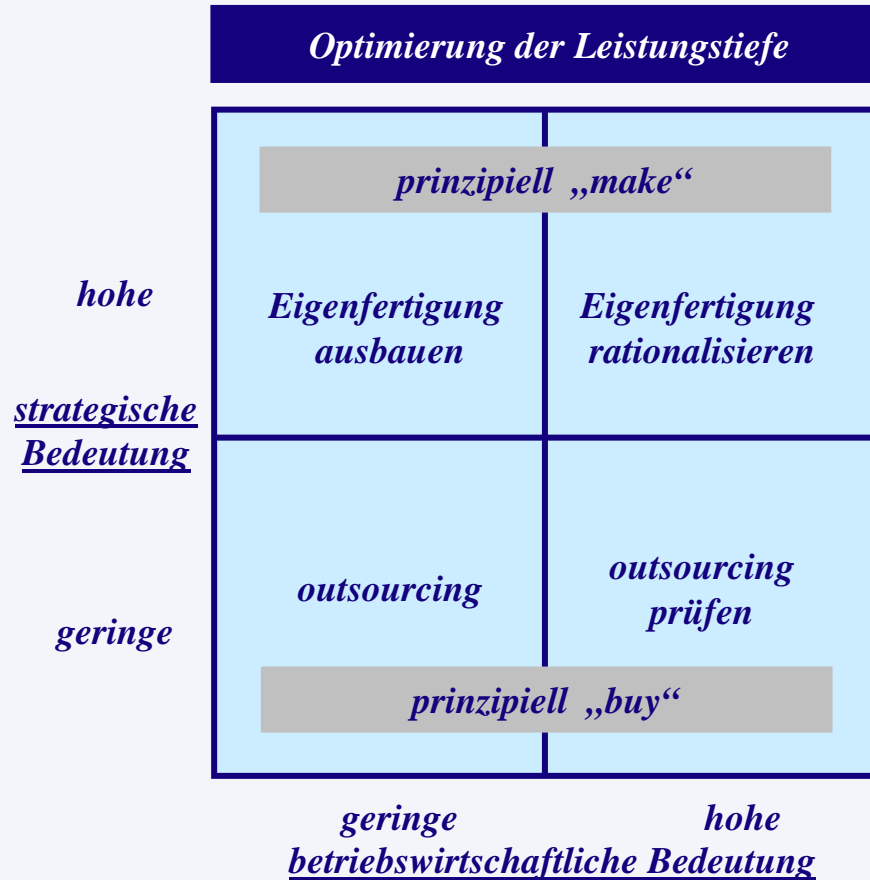 Optimierung der Leistungstiefe
prinzipiell „make“
hohe
Eigenfertigung
ausbauen
Eigenfertigung
rationalisieren
strategische
Bedeutung
outsourcing
outsourcing
prüfen
geringe
prinzipiell „buy“
geringe
hohe
betriebswirtschaftliche Bedeutung